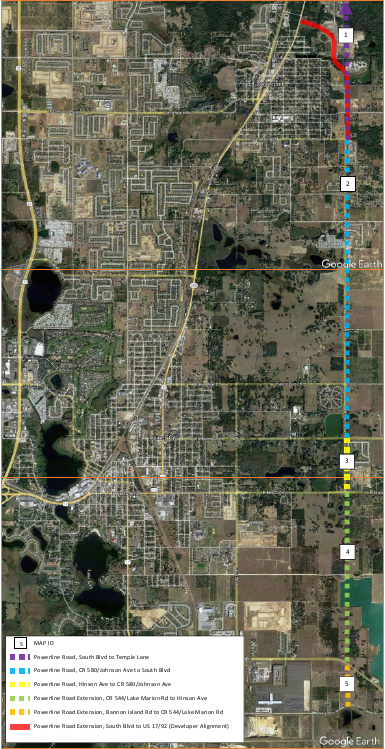 1
2
Google Earth
3
4
5
S MAP ID
Powerline Road, South Blvd to Temple Lane
Powerline Road, CR 580/Johnson Ave to South Blvd
Powerline Road, Hinson Ave to CR 580/Johnson Ave
Powerline Road Extension, CR 544/Lake Marion Rd to Hinson Ave
Powerline Road Extension, Bannon Island Rd to CR 544/Lake Marion Rd
Powerline Road Extension, South Blvd to US 17/92 (Developer Alignment)
Google Earth